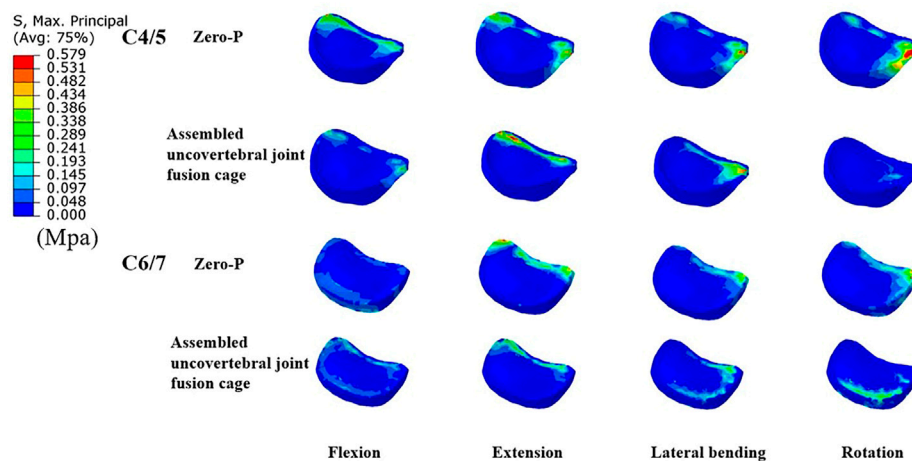 S, Max. Principal
(Avg: 75%)
0.579
0.531
0.482
0.434
0.386
0.338
0.289
0.241
0.193
0.145
0.097
0.048
0.000
(Mpa)
C4/5 Zero-P
Assembled
uncovertebral joint
fusion cage
C6/7 Zero-P
Assembled
uncovertebral joint
fusion cage
Flexion Extension Lateral bending Rotation